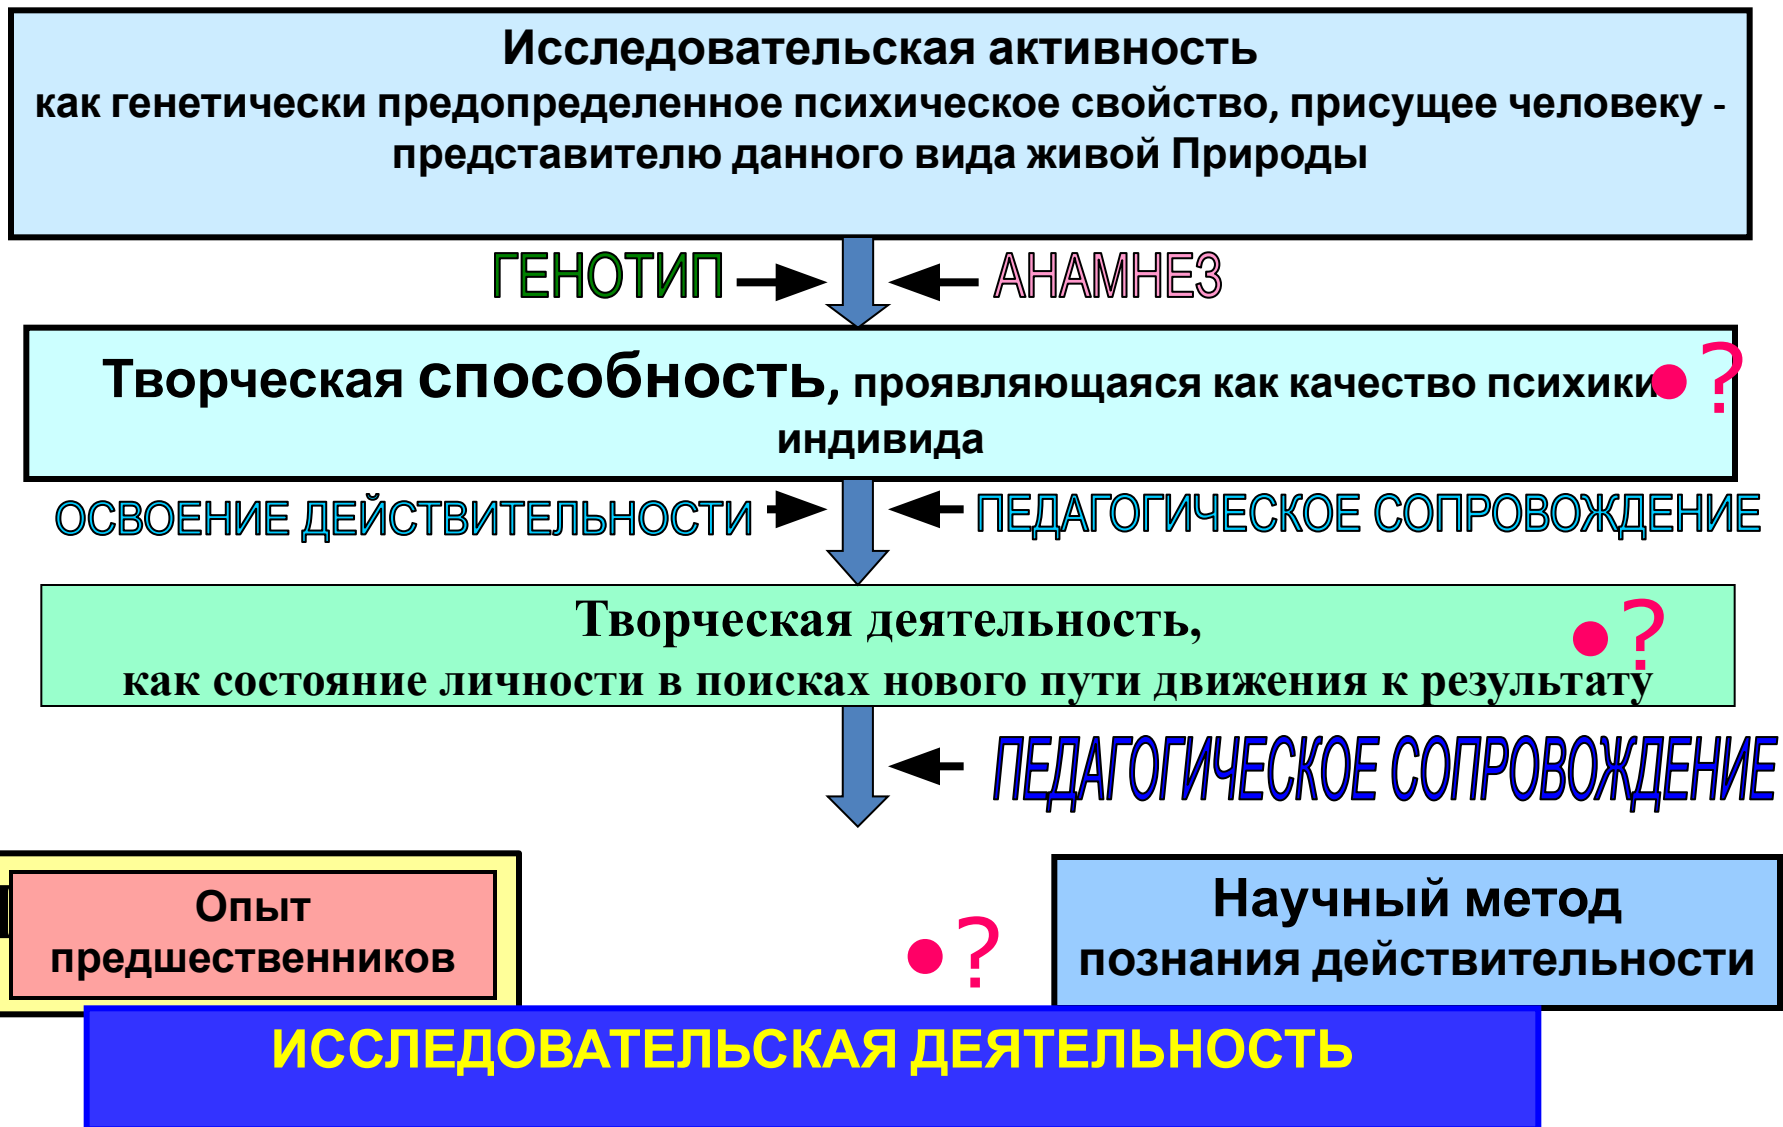 Исследовательская активность
как генетически предопределенное психическое свойство, присущее человеку -
представителю данного вида живой Природы
ГЕНОТИП
АНАМНЕЗ
Творческая способность, проявляющаяся как качество психики
индивида
?
ОСВОЕНИЕ ДЕЙСТВИТЕЛЬНОСТИ
ПЕДАГОГИЧЕСКОЕ СОПРОВОЖДЕНИЕ
Творческая деятельность,
как состояние личности в поисках нового пути движения к результату
?
ПЕДАГОГИЧЕСКОЕ СОПРОВОЖДЕНИЕ
Опыт
предшественников
?
Научный метод
познания действительности
ИССЛЕДОВАТЕЛЬСКАЯ ДЕЯТЕЛЬНОСТЬ